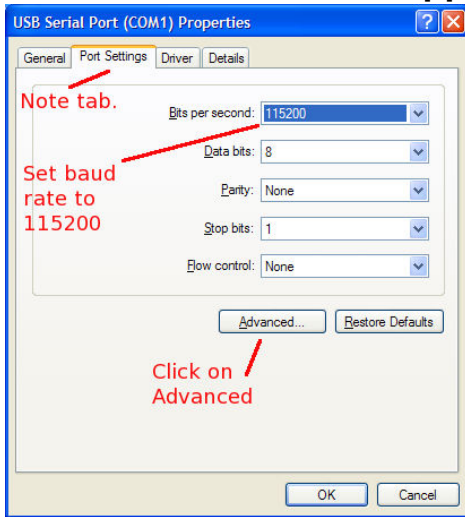 USB Serial Port (COM1) Properties
General Port Settings Driver Details
Note tab.
Bits per second: 115200
Data bits: 8
Set baud
rate to
115200
Parity: None
Stop bits: 1
Flow control: None
Advanced... Restore Defaults
Click on
Advanced
OK Cancel